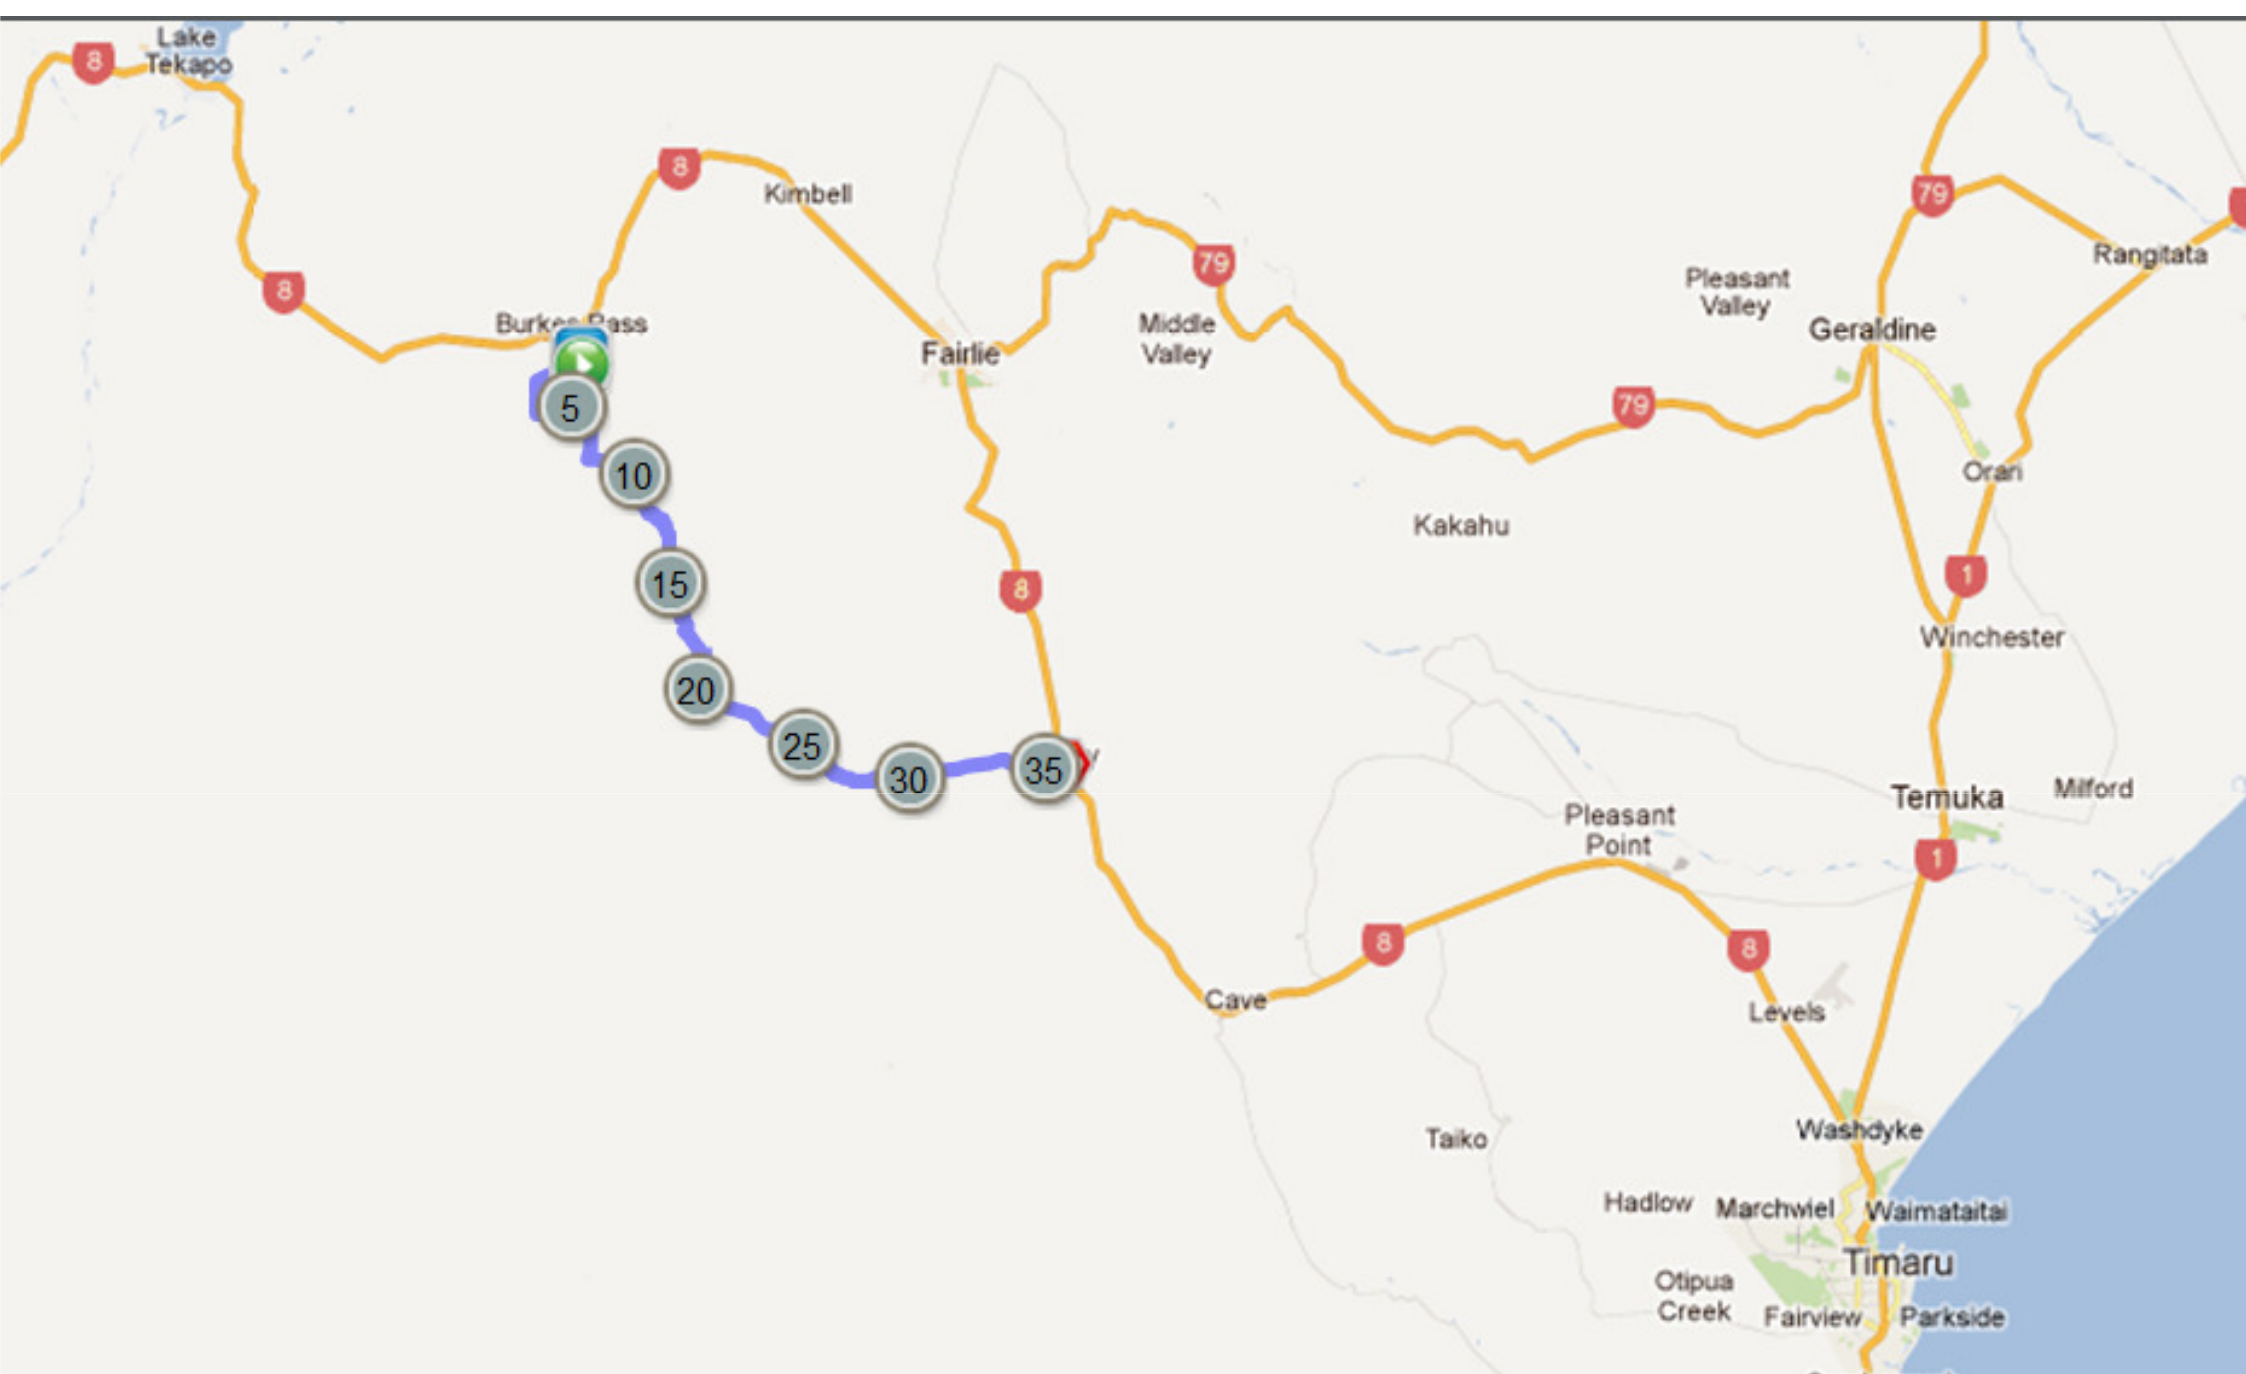 Lake
Tekapo
8
8
Kimbell
79
79
Rangitata
8
Burkes Pass
Pleasant
Valley
Geraldine
Middle
Valley
Fairlie
5
79
10
Orari
Kakahu
15
8
1
Winchester
20
25
30
35
y
Temuka
Milford
Pleasant
Point
1
8
8
Cave
Levels
Taiko
Washdyke
Hadlow
Marchwiel
Waimataitai
Timaru
Otipua
Creek
Fairview
Parkside